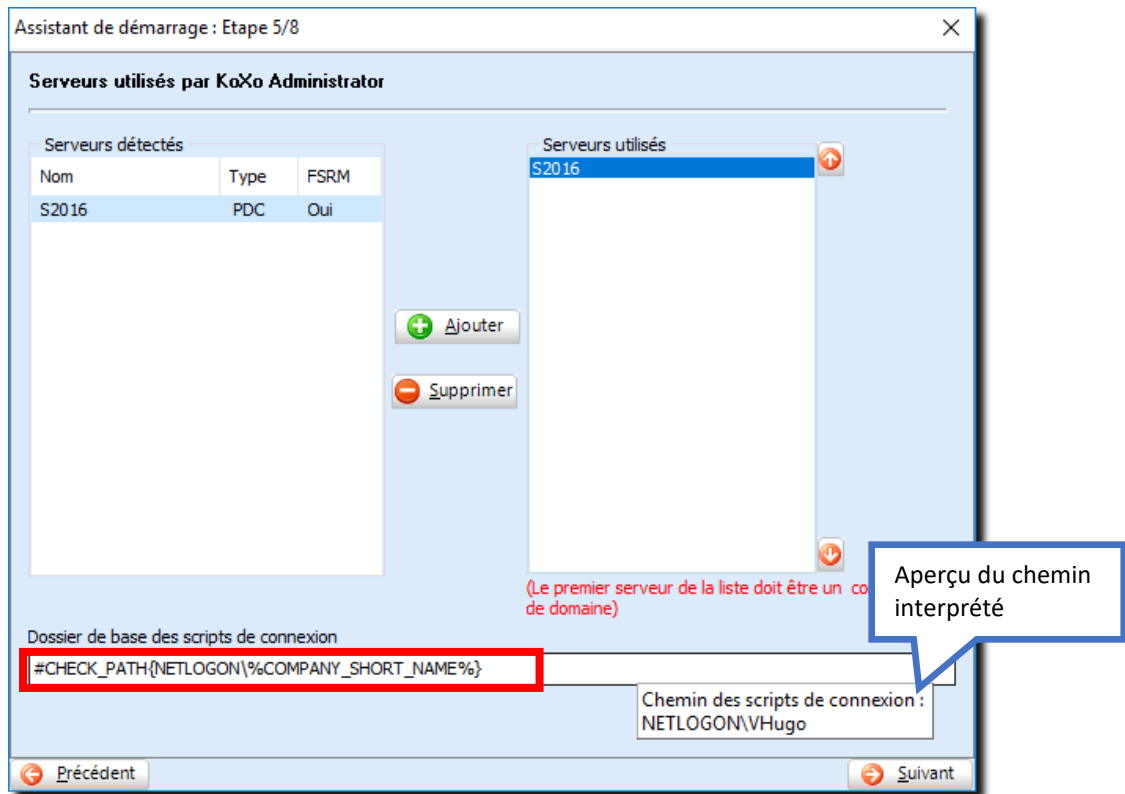 Assistant de démarrage : Etape 5/8
Serveurs utilisés par KoXo Administrator
Serveurs détectés
Nom Type FSRM
S2016 PDC Oui
Ajouter
Supprimer
Serveurs utilisés
S2016
(Le premier serveur de la liste doit être un co
de domaine)
Aperçu du chemin
interprété
Dossier de base des scripts de connexion
#CHECK_PATH{NETLOGON\%COMPANY_SHORT_NAME%}
Chemin des scripts de connexion :
NETLOGON\VHugo
Précédent
Suivant